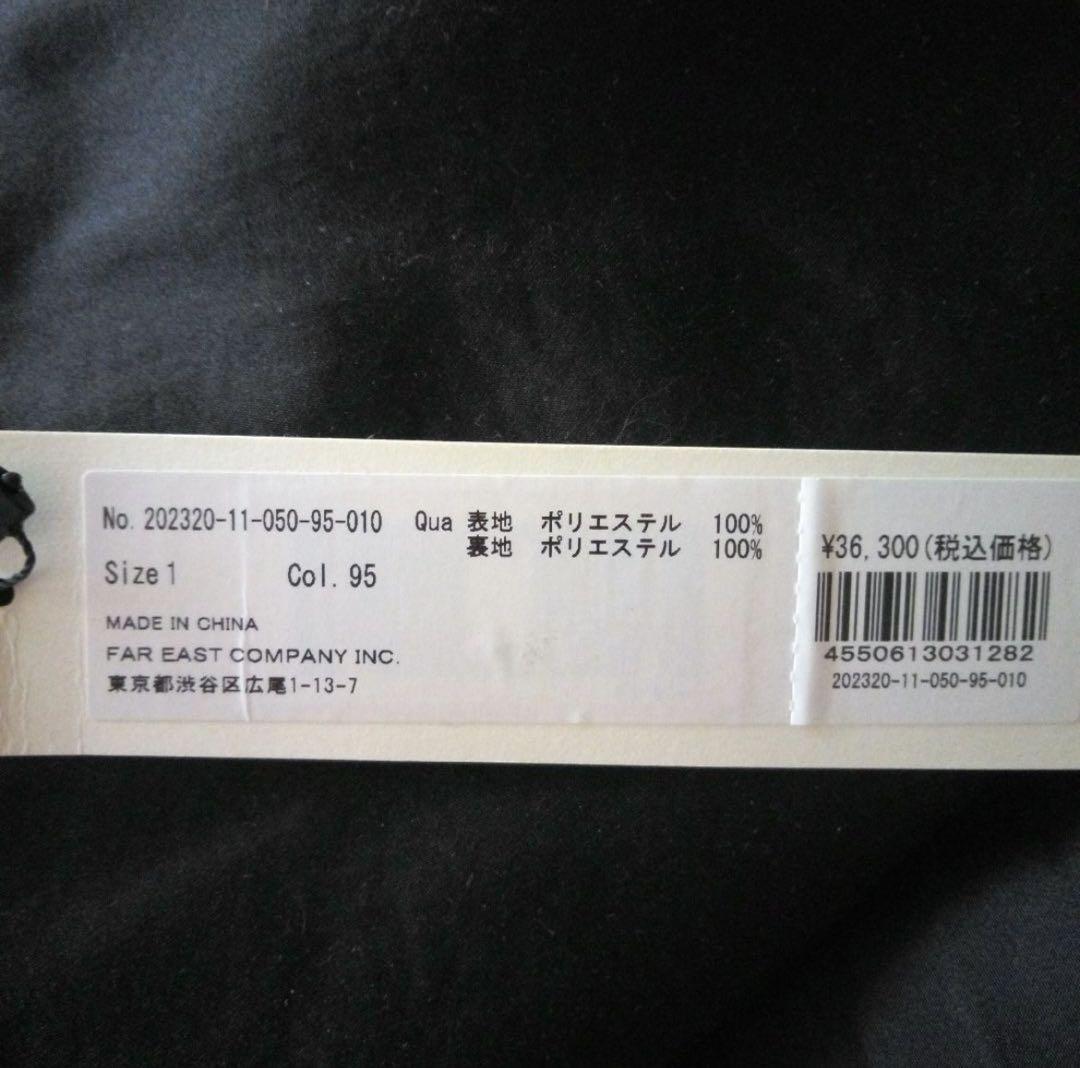 No. 202320-11-050-95-010 Qua 表地 ポリエステル 100%
裏地 ポリエステル 100%
Size 1 Col. 95
MADE IN CHINA
FAR EAST COMPANY INC.
東京都渋谷区広尾1-13-7
¥36,300(税込価格)
4550613031282
202320-11-050-95-010